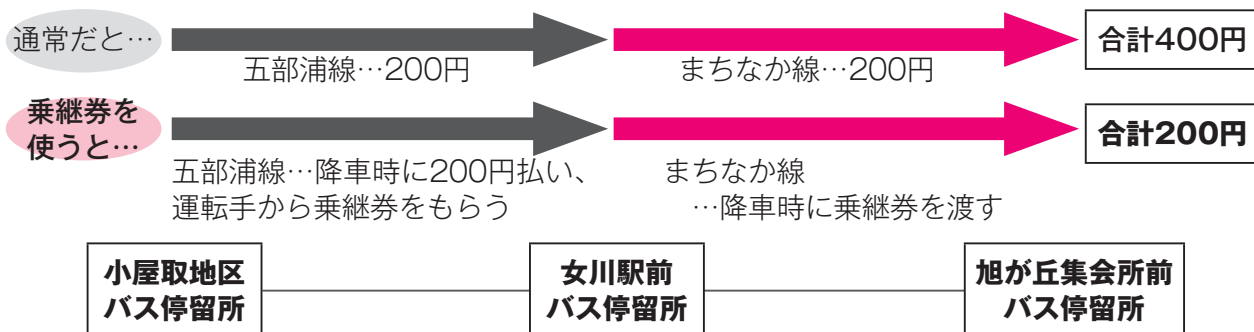 通常だと…
五部浦線…200円
まちなか線…200円
合計400円
乗継券を
使うと…
五部浦線…降車時に200円払い、
運転手から乗継券をもらう
まちなか線
…降車時に乗継券を渡す
合計200円
小屋取地区
バス停留所
女川駅前
バス停留所
旭が丘集会所前
バス停留所